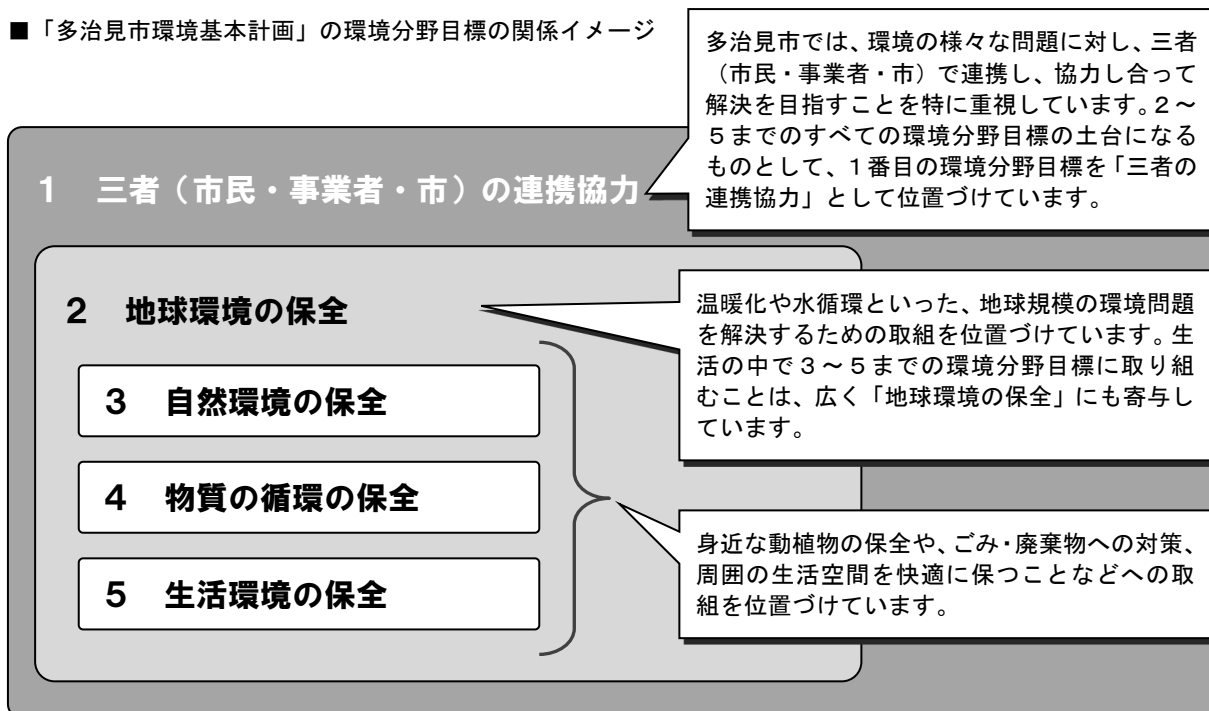 ■「多治見市環境基本計画」の環境分野目標の関係イメージ
多治見市では、環境の様々な問題に対し、三者
（市民・事業者・市）で連携し、協力し合って
解決を目指すことを特に重視しています。２～
５までのすべての環境分野目標の土台になる
ものとして、１番目の環境分野目標を「三者の
連携協力」として位置づけています。
１　三者（市民・事業者・市）の連携協力
２　地球環境の保全
温暖化や水循環といった、地球規模の環境問題
を解決するための取組を位置づけています。生
活の中で３～５までの環境分野目標に取り組
むことは、広く「地球環境の保全」にも寄与し
ています。
３　自然環境の保全
４　物質の循環の保全
５　生活環境の保全
身近な動植物の保全や、ごみ・廃棄物への対策、
周囲の生活空間を快適に保つことなどへの取
組を位置づけています。